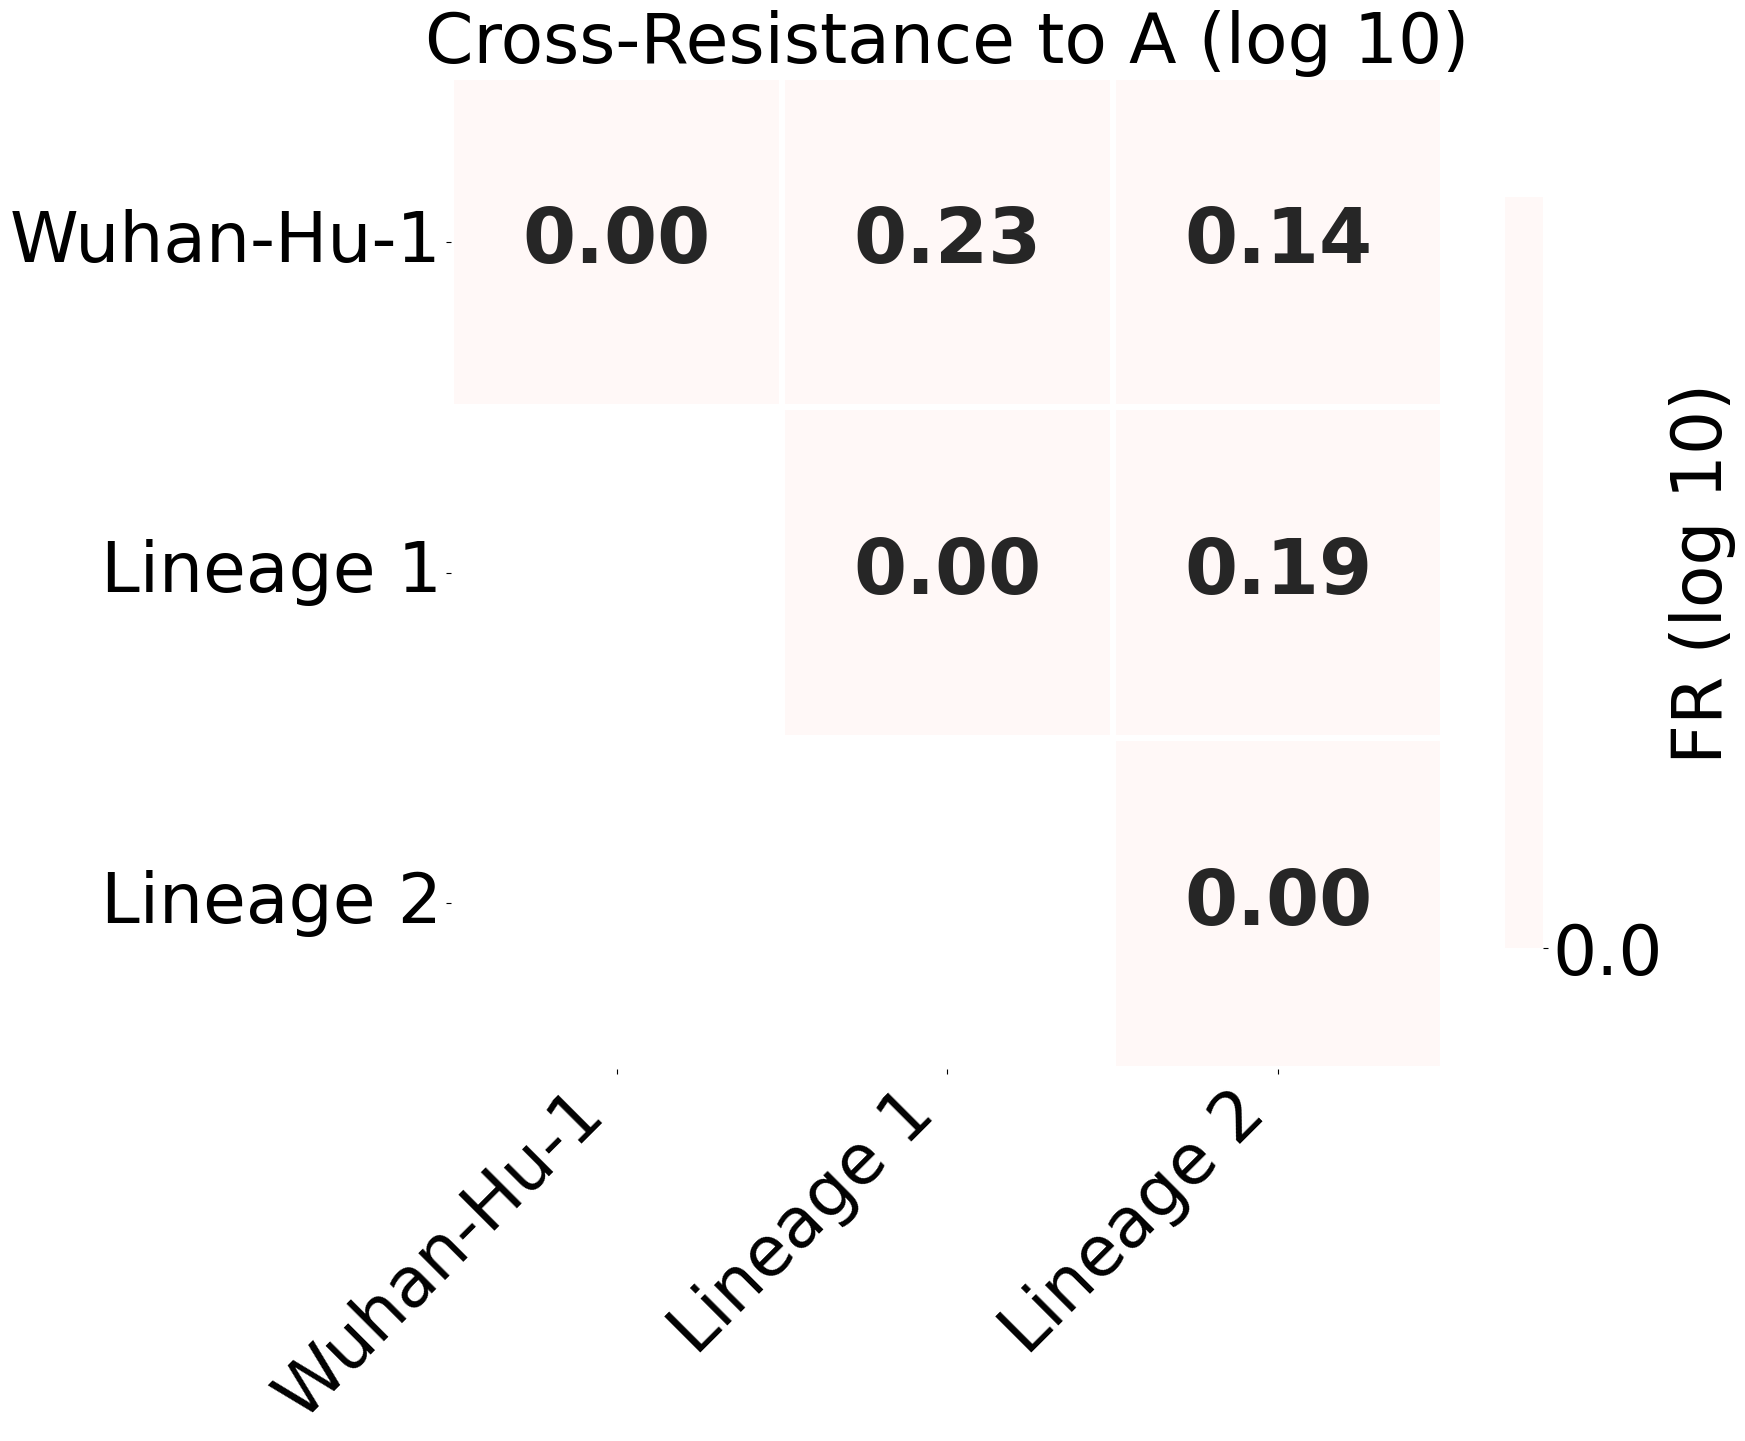 Cross-Resistance to A (log 10)
Wuhan-Hu-1 0.00 0.23 0.14
Lineage 1 0.00 0.19
Lineage 2 0.00
Wuhan-Hu-1 Lineage 1 Lineage 2
0.0
FR (log 10)